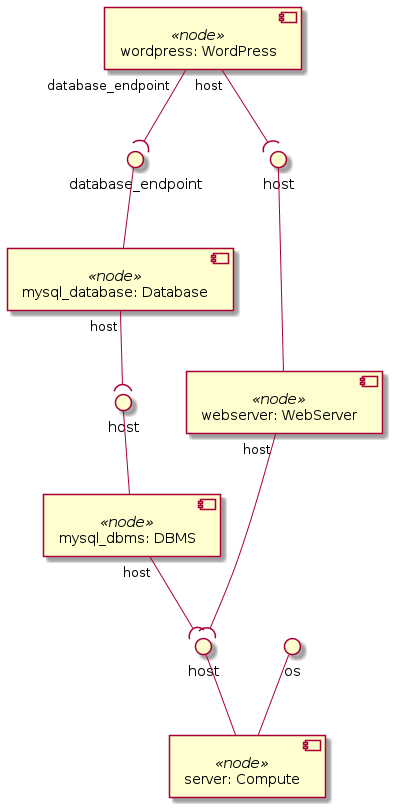 «node»
wordpress: WordPress
database_endpoint
host
database_endpoint
host
«node»
mysql_database: Database
host
«node»
webserver: WebServer
host
host
«node»
mysql_dbms: DBMS
host
host
os
«node»
server: Compute